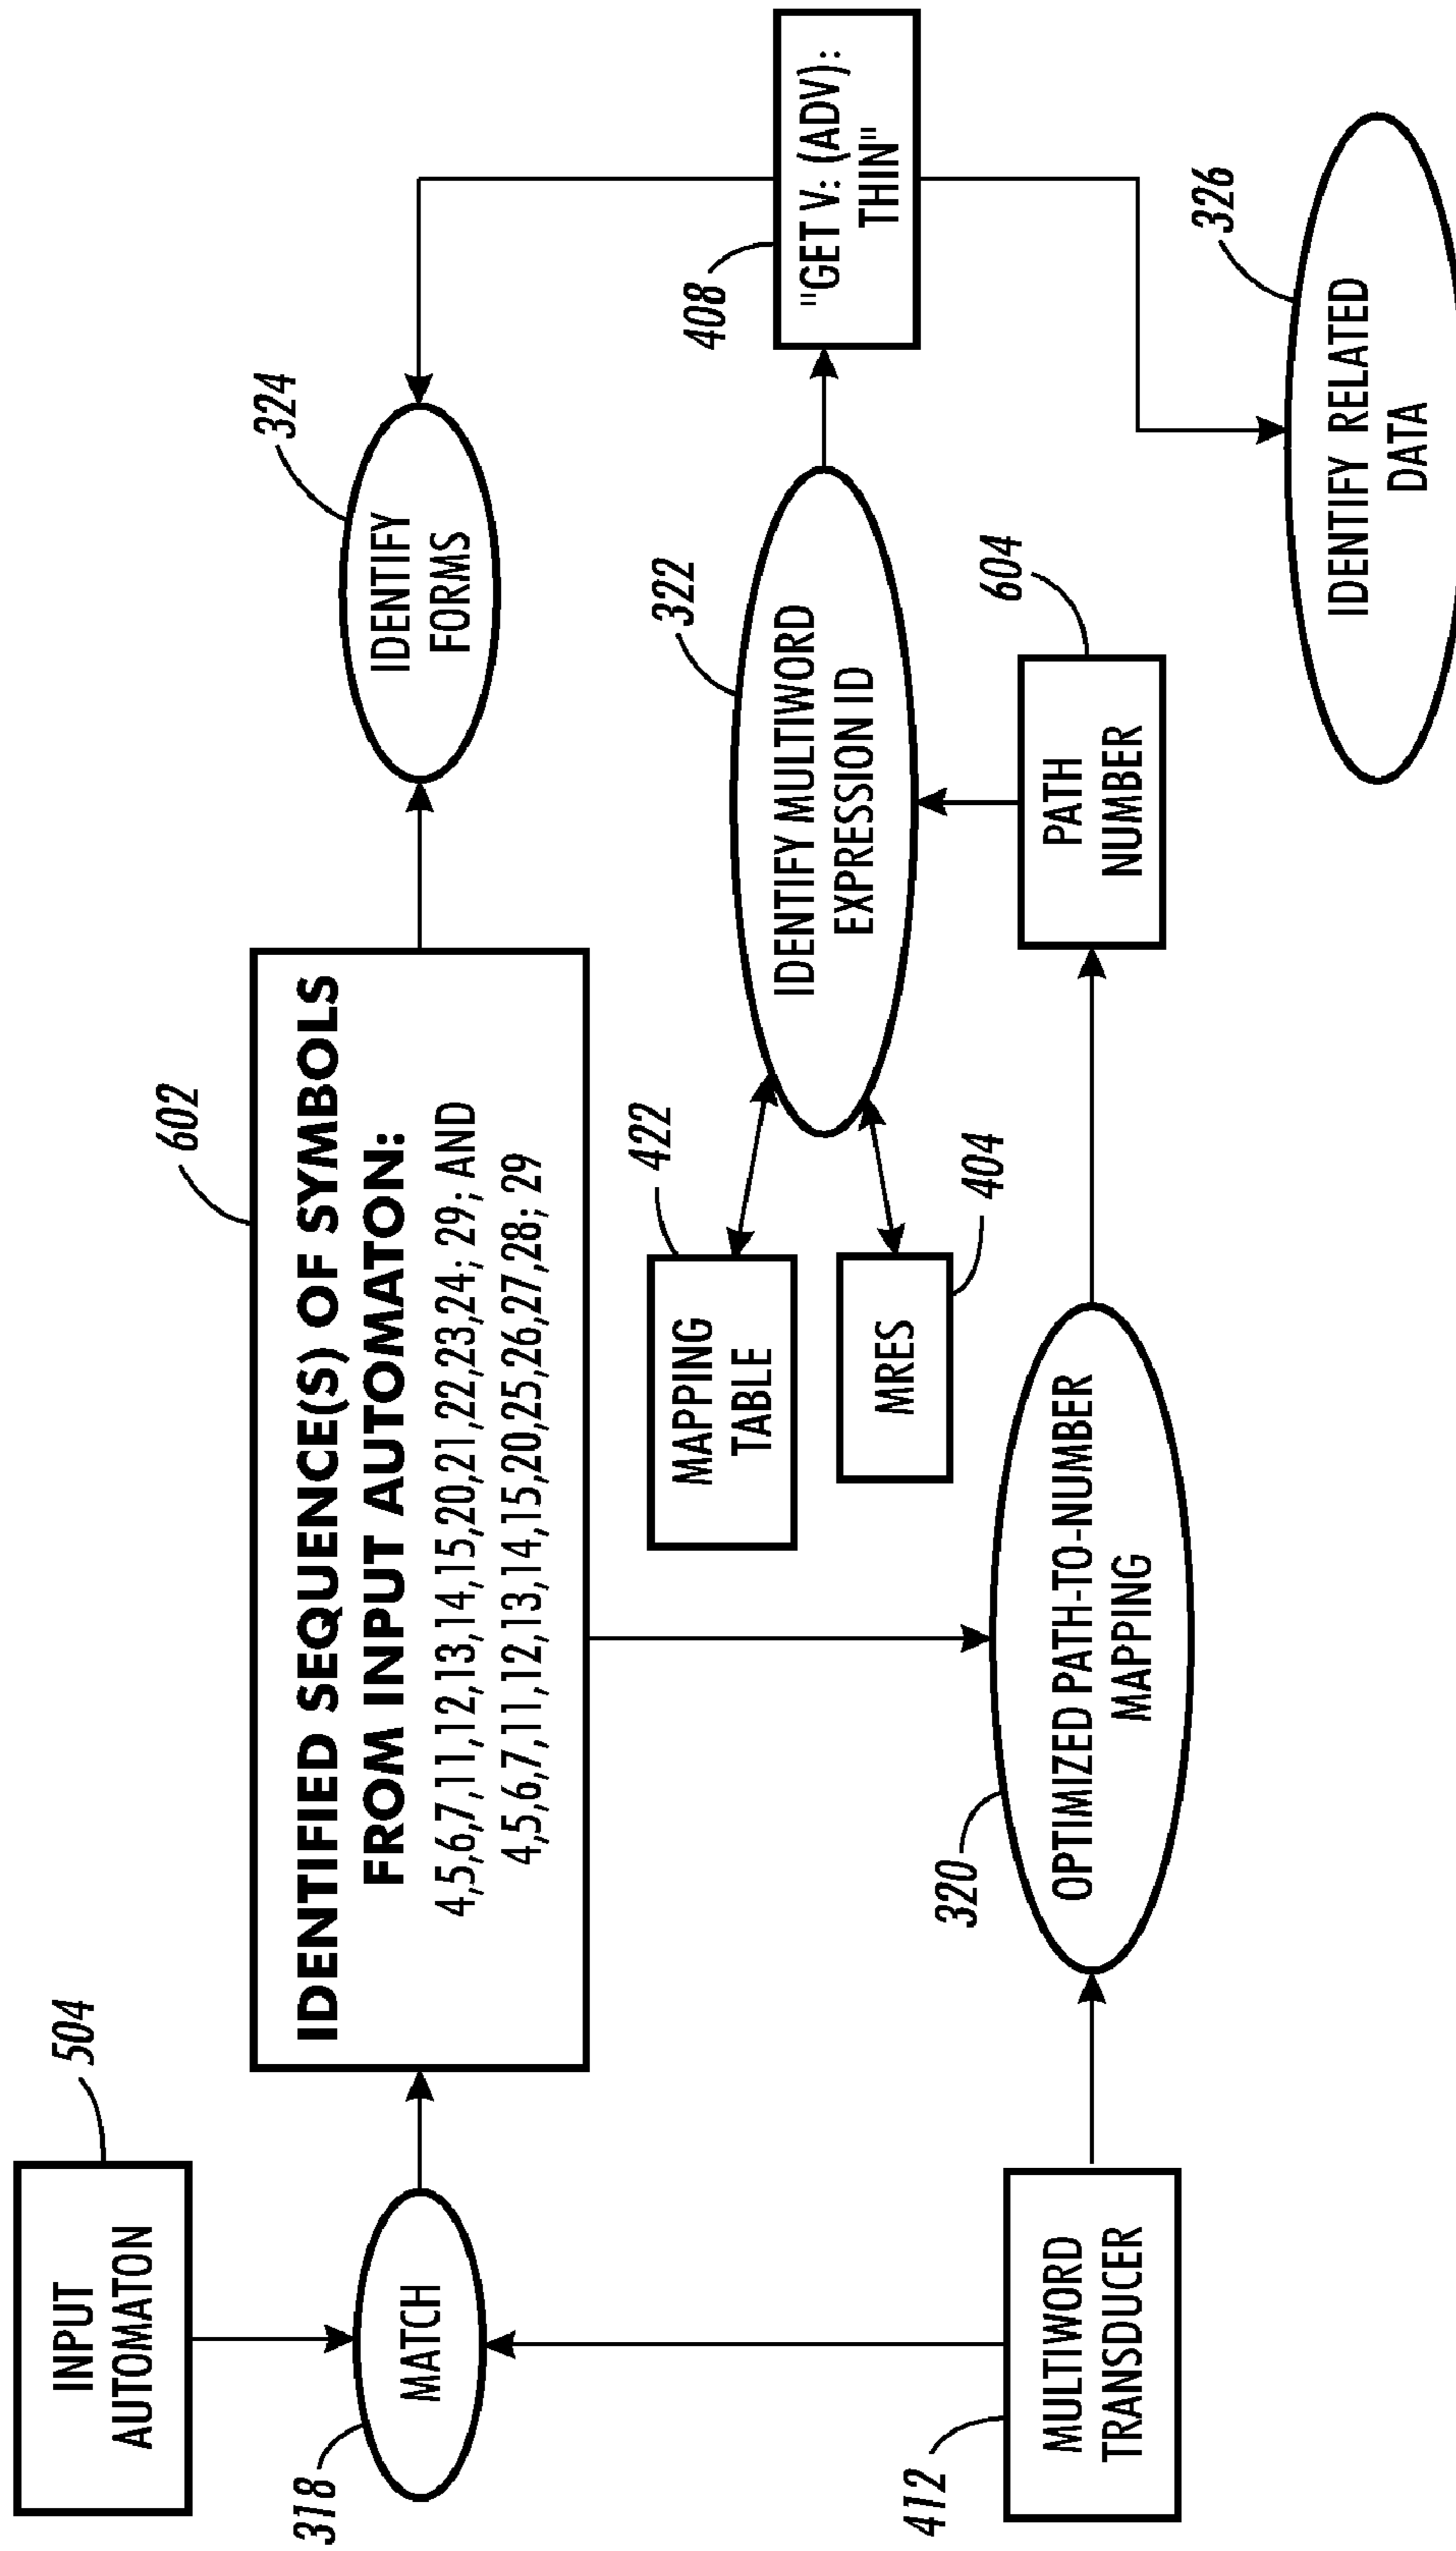 INPUT
AUTOMATON
504
318
MATCH
602
IDENTIFIED SEQUENCE(S) OF SYMBOLS
FROM INPUT AUTOMATON:
4,5,6,7,11,12,13,14,15,20,21,22,23,24; 29; AND
4,5,6,7,11,12,13,14,15,20,25,26,27,28; 29
324
IDENTIFY
FORMS
422
MAPPING
TABLE
MRES
404
322
IDENTIFY MULTIWORD
EXPRESSION ID
408
"GET V: (ADV):
THIN"
412
MULTIWORD
TRANSDUCER
320
OPTIMIZED PATH-TO-NUMBER
MAPPING
604
PATH
NUMBER
326
IDENTIFY RELATED
DATA